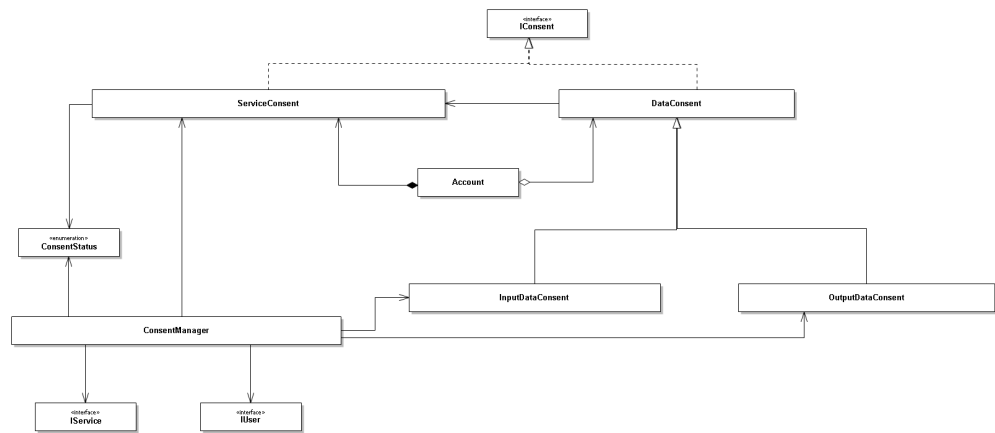 «interface»
IConsent
ServiceConsent
DataConsent
Account
«enumeration»
ConsentStatus
InputDataConsent
OutputDataConsent
ConsentManager
«interface»
IService
«interface»
IUser